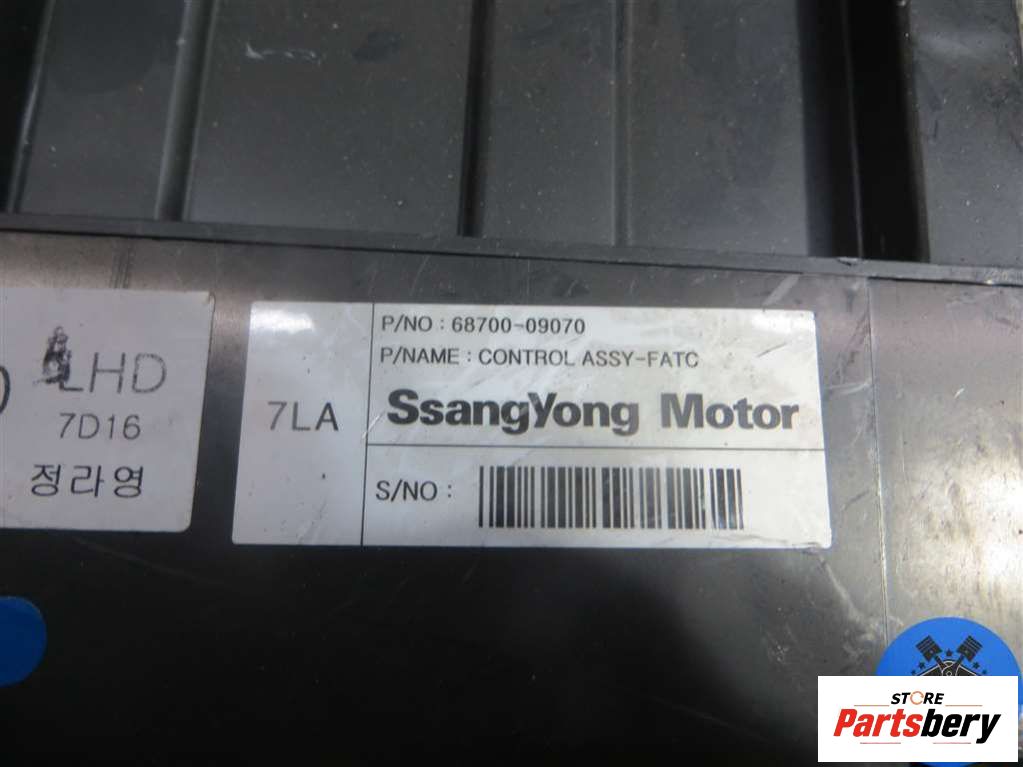 LHD
7D16
정라영
7LA
P/NO : 68700-09070
P/NAME : CONTROL ASSY-FATC
SsangYong Motor
S/NO :
STORE
Partsbery